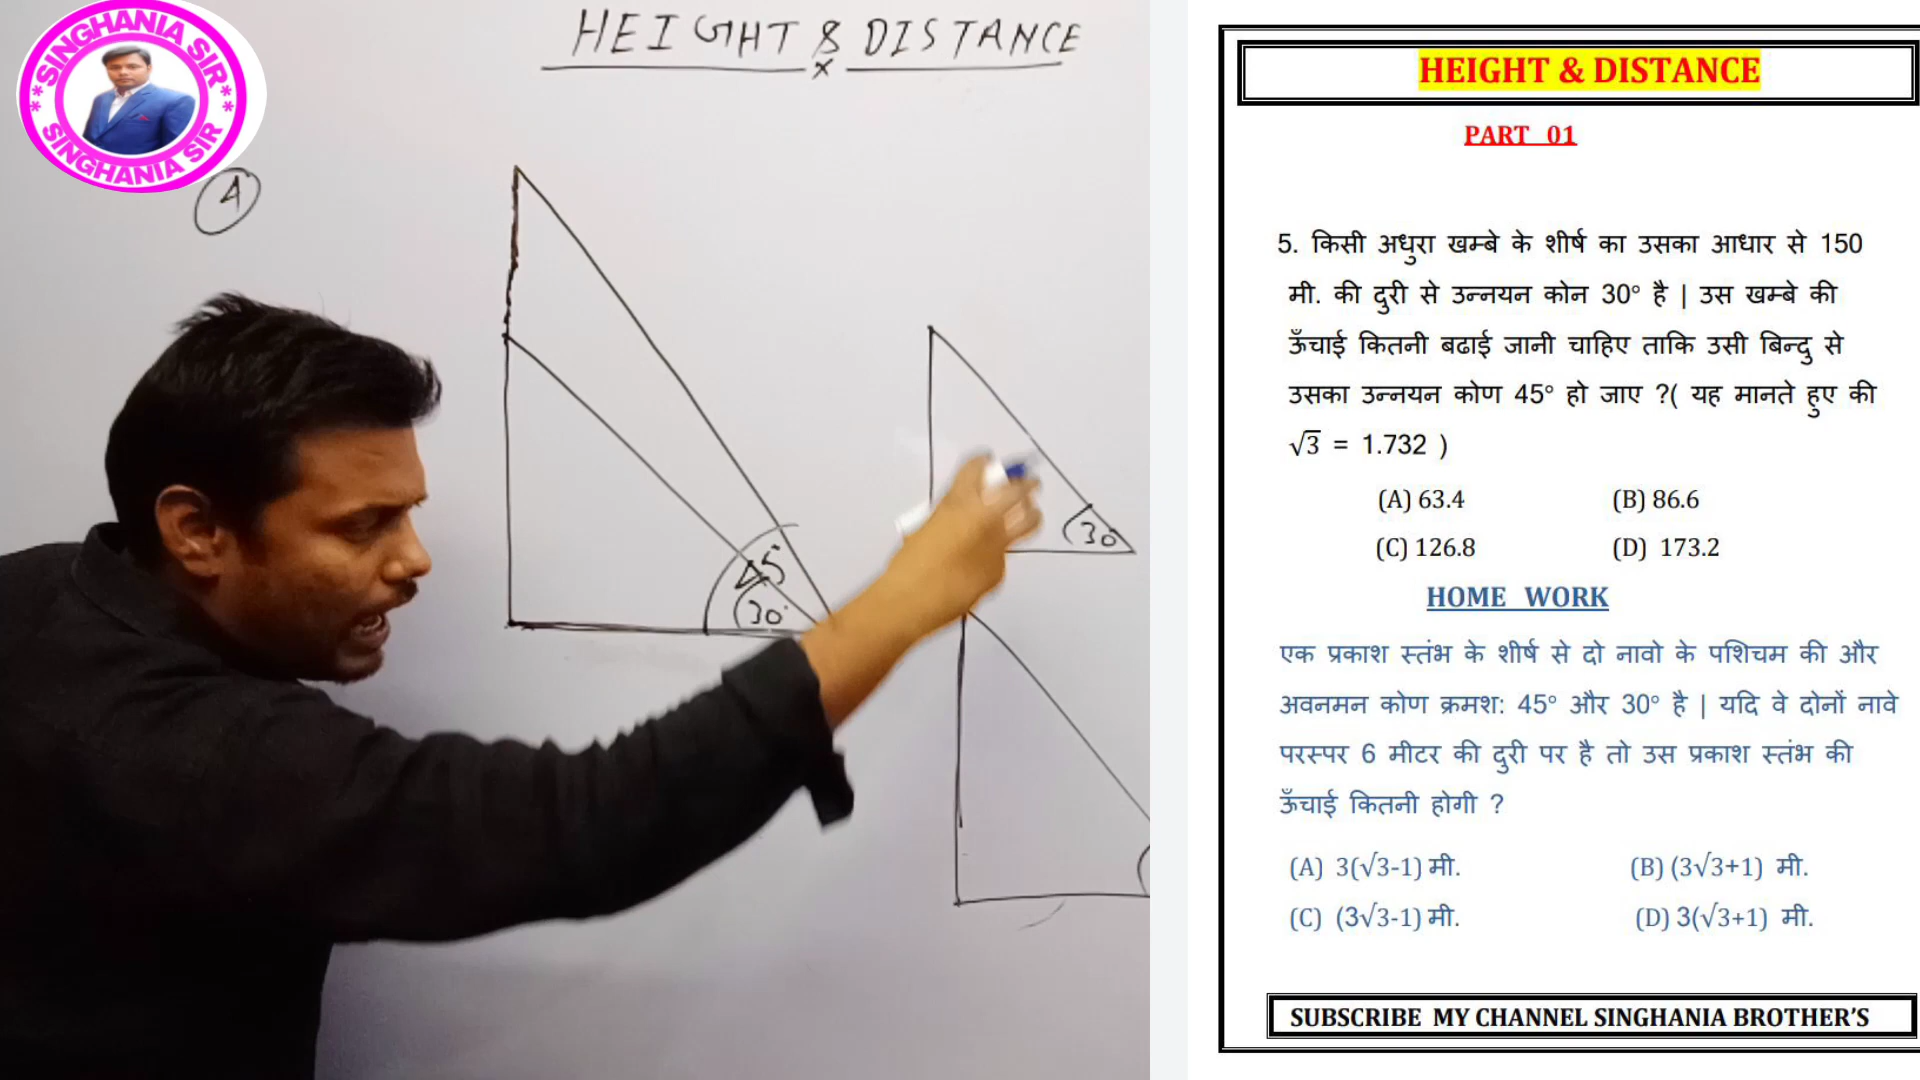 **SINGHANIA SIR**
SINGHANIA SIR
HEIGHT & DISTANCE
x
4
45°
30°
30
HEIGHT & DISTANCE
PART 01
5. किसी अधुरा खम्बे के शीर्ष का उसका आधार से 150
मी. की दुरी से उन्नयन कोन 30° है | उस खम्बे की
ऊँचाई कितनी बढाई जानी चाहिए ताकि उसी बिन्दु से
उसका उन्नयन कोण 45° हो जाए ?( यह मानते हुए की
√3 = 1.732 )
(A) 63.4 (B) 86.6
(C) 126.8 (D) 173.2
HOME WORK
एक प्रकाश स्तंभ के शीर्ष से दो नावो के पशिचम की और
अवनमन कोण क्रमश: 45° और 30° है | यदि वे दोनों नावे
परस्पर 6 मीटर की दुरी पर है तो उस प्रकाश स्तंभ की
ऊँचाई कितनी होगी ?
(A) 3(√3-1) मी. (B) (3√3+1) मी.
(C) (3√3-1) मी. (D) 3(√3+1) मी.
SUBSCRIBE MY CHANNEL SINGHANIA BROTHER’S